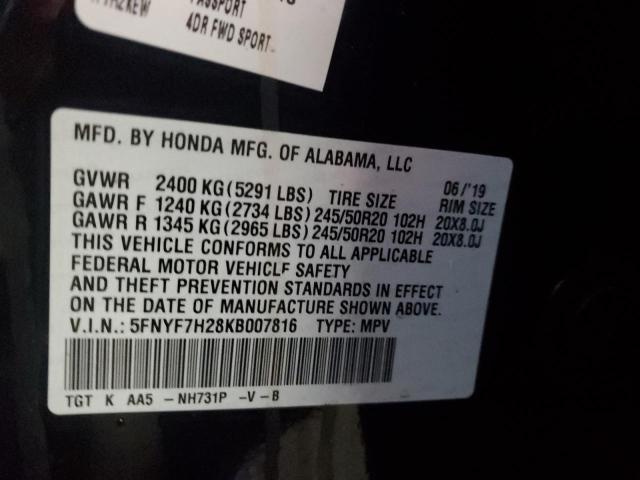 PASSPORT
4DR FWD SPORT
MFD. BY HONDA MFG. OF ALABAMA, LLC
06/'19
GVWR 2400 KG(5291 LBS) TIRE SIZE RIM SIZE
GAWR F 1240 KG(2734 LBS) 245/50R20 102H 20X8.0J
GAWR R 1345 KG(2965 LBS) 245/50R20 102H 20X8.0J
THIS VEHICLE CONFORMS TO ALL APPLICABLE
FEDERAL MOTOR VEHICLE SAFETY
AND THEFT PREVENTION STANDARDS IN EFFECT
ON THE DATE OF MANUFACTURE SHOWN ABOVE.
V.I.N.: 5FNYF7H28KB007816 TYPE: MPV
TGT K AA5 -NH731P -V-B